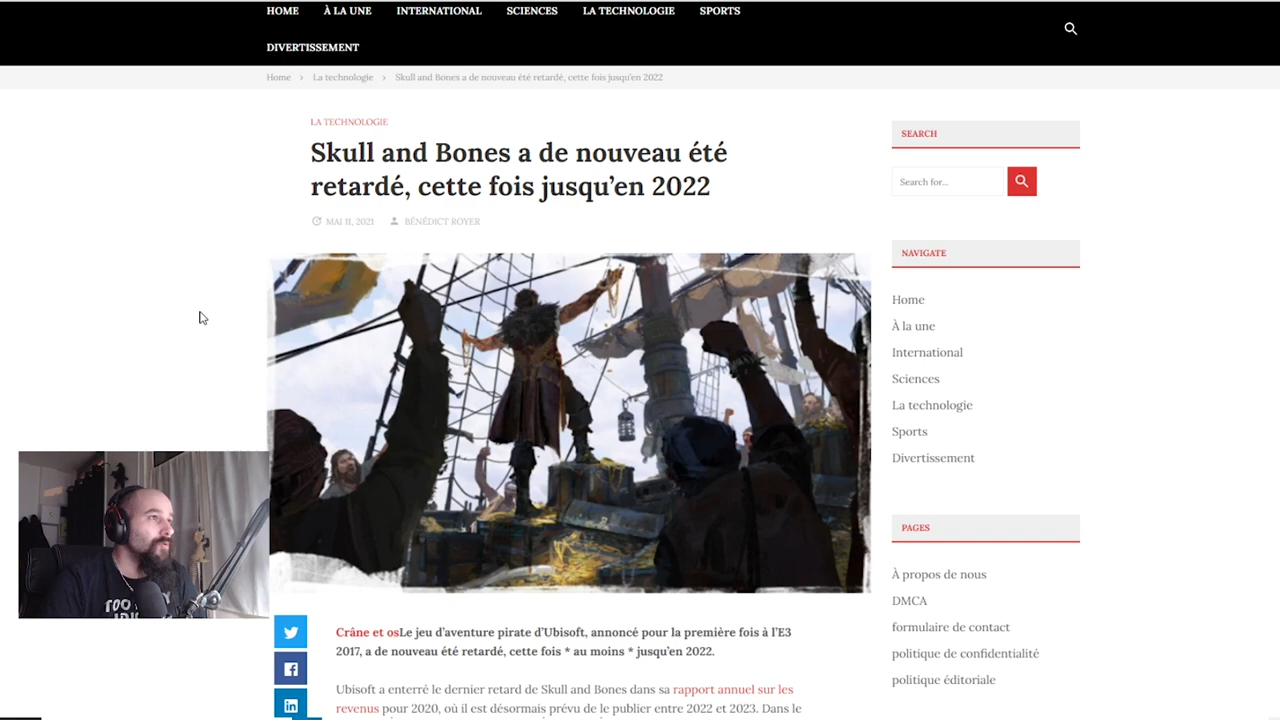 HOME À LA UNE INTERNATIONAL SCIENCES LA TECHNOLOGIE SPORTS
DIVERTISSEMENT
Home > La technologie > Skull and Bones a de nouveau été retardé, cette fois jusqu'en 2022
LA TECHNOLOGIE
Skull and Bones a de nouveau été
retardé, cette fois jusqu'en 2022
MAI 11, 2021 BÉNÉDICT ROYER
Crâne et osLe jeu d'aventure pirate d'Ubisoft, annoncé pour la première fois à l'E3
2017, a de nouveau été retardé, cette fois * au moins * jusqu'en 2022.
Ubisoft a enterré le dernier retard de Skull and Bones dans sa rapport annuel sur les
revenus pour 2020, où il est désormais prévu de le publier entre 2022 et 2023. Dans le
SEARCH
Search for...
NAVIGATE
Home
À la une
International
Sciences
La technologie
Sports
Divertissement
PAGES
À propos de nous
DMCA
formulaire de contact
politique de confidentialité
politique éditoriale
TOO